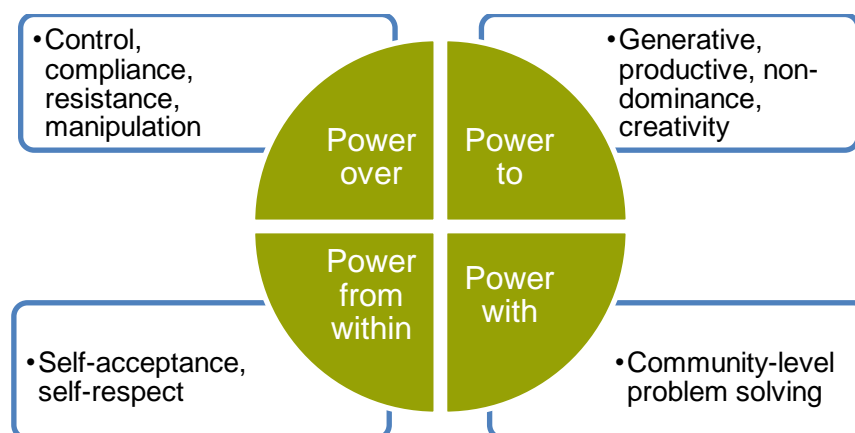 •Control,
compliance,
resistance,
manipulation
•Generative,
productive, non-
dominance,
creativity
Power
over
Power
to
Power
from
within
Power
with
•Self-acceptance,
self-respect
•Community-level
problem solving